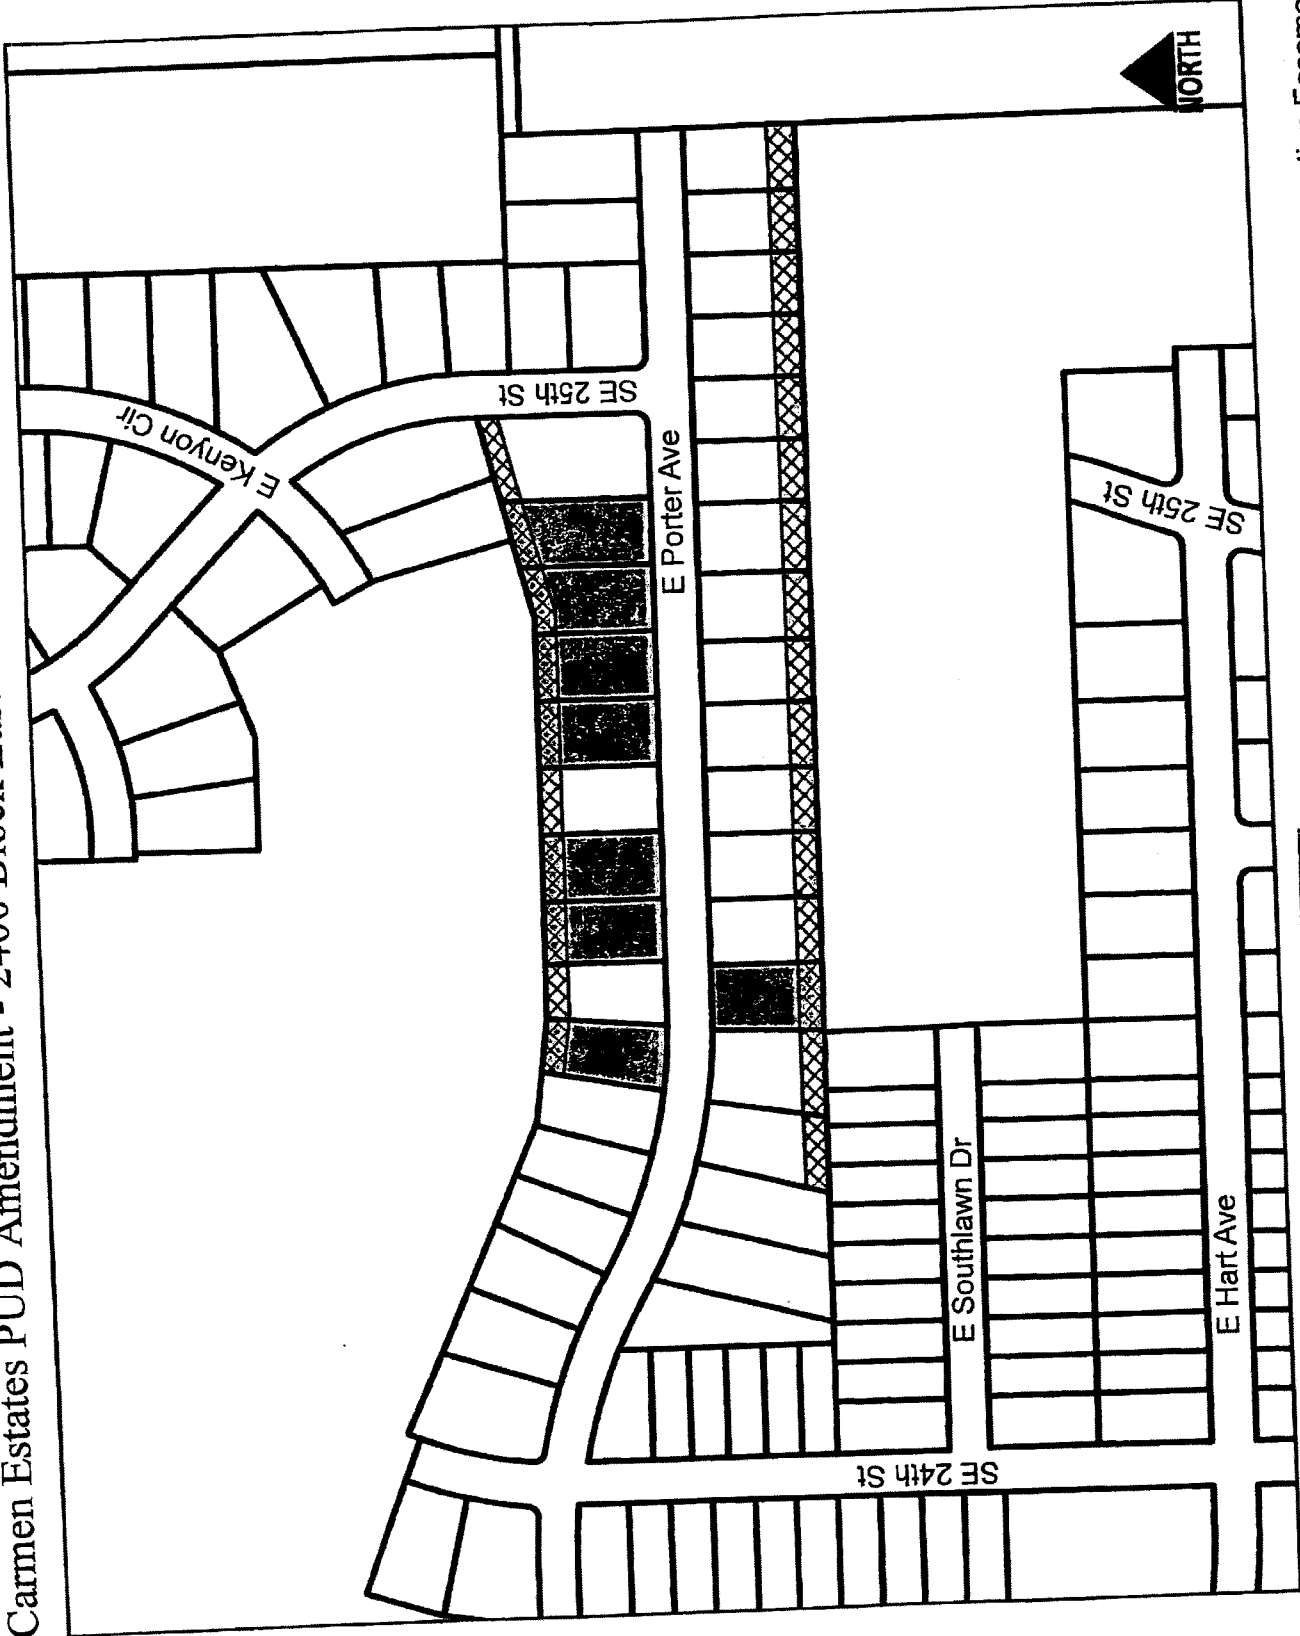 Carmen Estates PUD Amendment - 2400 Block
NORTH
E Kenyon Cir
SE 25th St
E Porter Ave
SE 25th St
E Southlawn Dr
E Hart Ave
SE 24th St